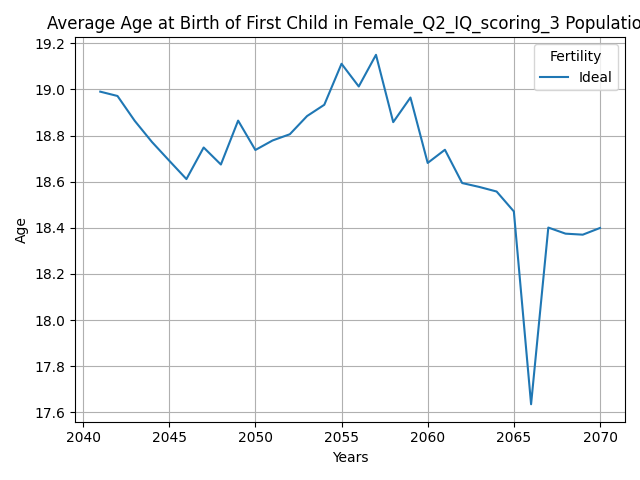 Average Age at Birth of First Child in Female_Q2_IQ_scoring_3 Populatio
19.2
19.0
18.8
18.6
18.4
18.2
18.0
17.8
17.6
Age
Fertility
Ideal
2040 2045 2050 2055 2060 2065 2070
Years